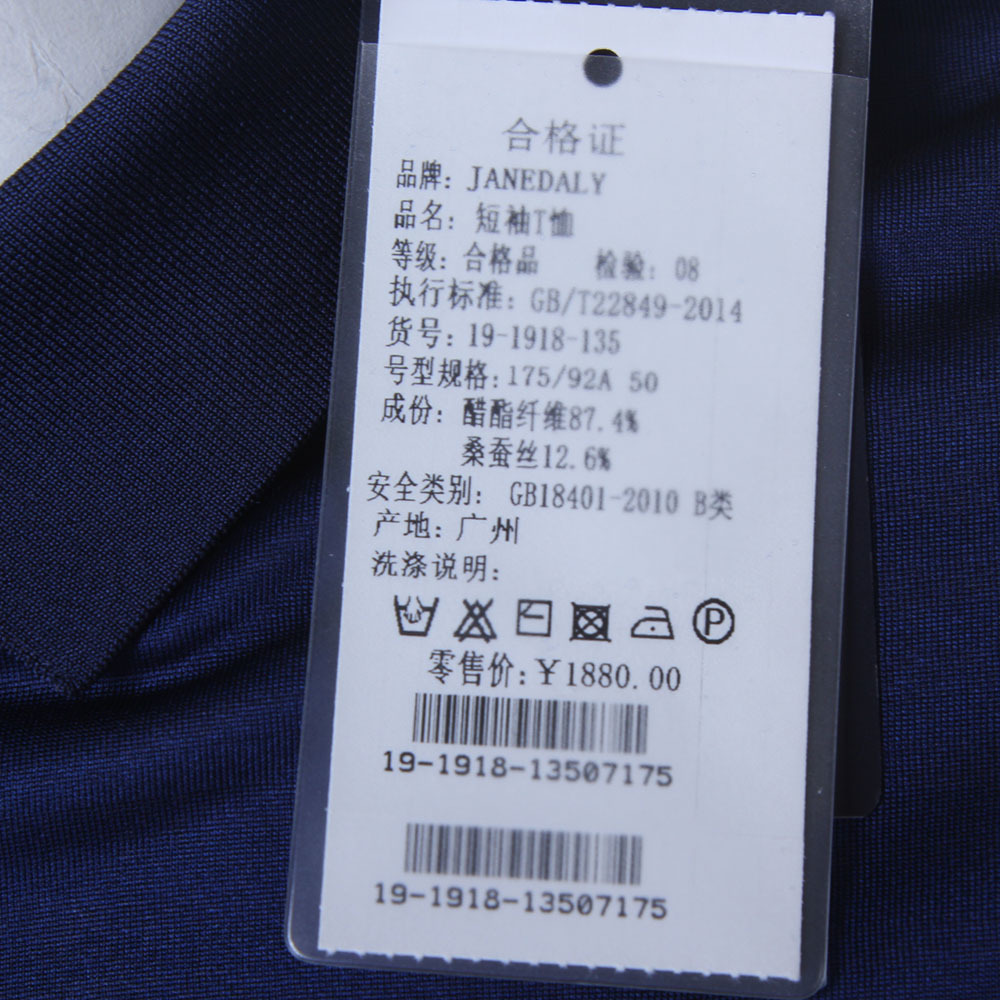 合格证
品牌: JANEDALY
品名: 短袖T恤
等级: 合格品 检验: 08
执行标准: GB/T22849-2014
货号: 19-1918-135
号型规格: 175/92A 50
成份: 醋酯纤维87.4%
桑蚕丝12.6%
安全类别: GB18401-2010 B类
产地: 广州
洗涤说明:
P
零售价: ¥1880.00
19-1918-13507175
19-1918-13507175